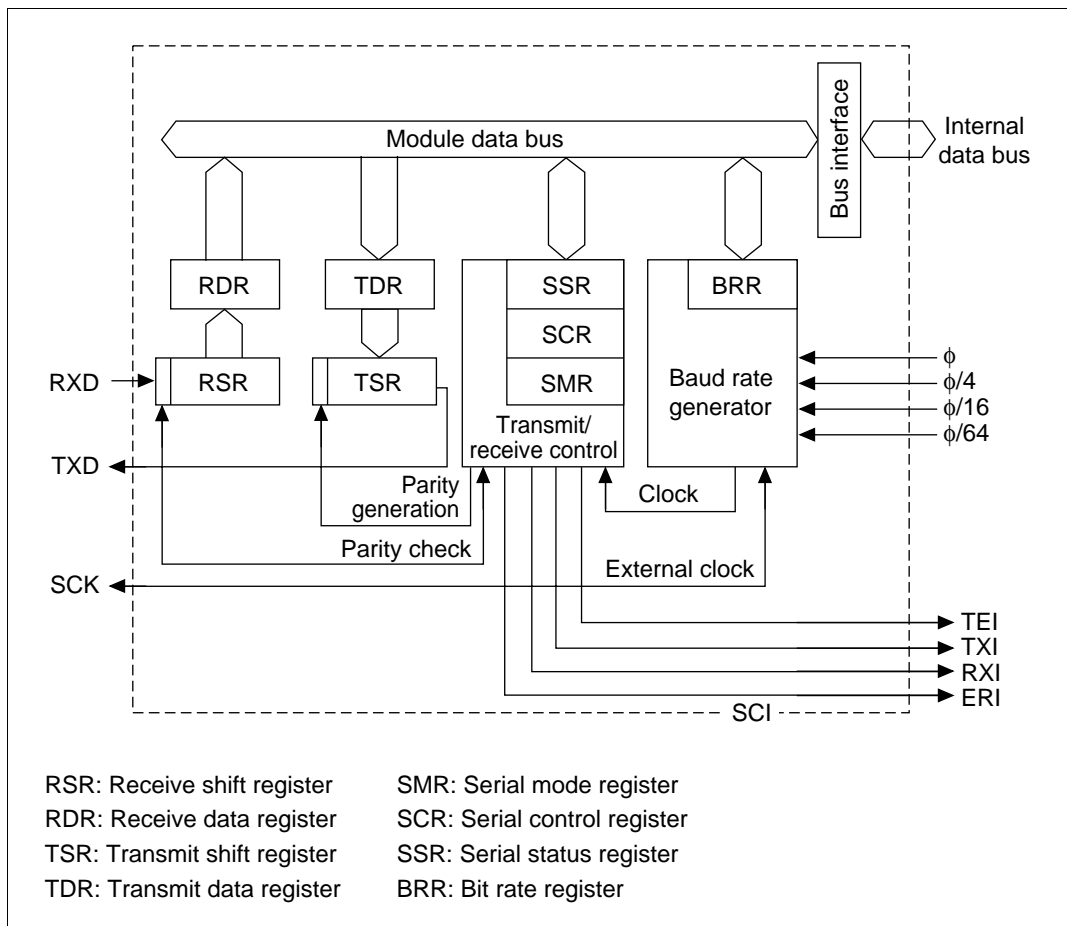 Module data bus
Bus interface
Internal
data bus
RDR
TDR
SSR
BRR
SCR
RXD
RSR
TSR
SMR
Baud rate
generator
ϕ
ϕ/4
ϕ/16
ϕ/64
Transmit/
receive control
TXD
Parity
generation
Clock
Parity check
SCK
External clock
TEI
TXI
RXI
ERI
SCI
RSR: Receive shift register
RDR: Receive data register
TSR: Transmit shift register
TDR: Transmit data register
SMR: Serial mode register
SCR: Serial control register
SSR: Serial status register
BRR: Bit rate register